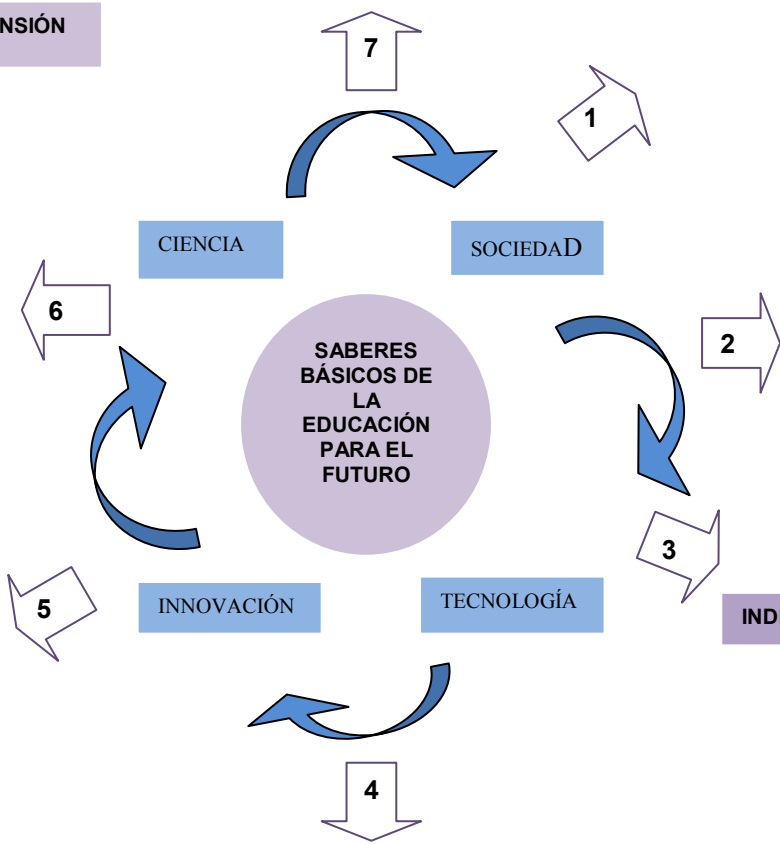 NSIÓN
7
1
CIENCIA
SOCIEDAD
6
2
SABERES
BÁSICOS DE
LA
EDUCACIÓN
PARA EL
FUTURO
3
5
INNOVACIÓN
TECNOLOGÍA
IND
4